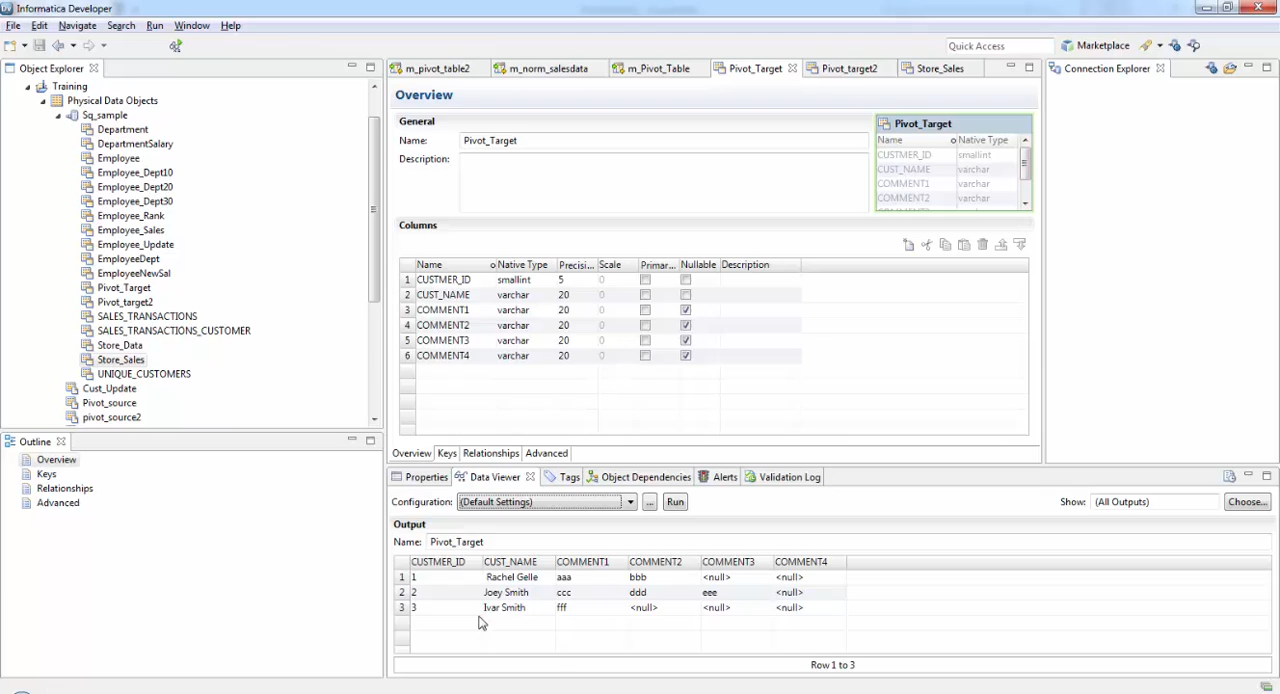 Informatica Developer
File Edit Navigate Search Run Window Help
Quick Access Marketplace
Object Explorer
Training
Physical Data Objects
Sq_sample
Department
DepartmentSalary
Employee
Employee_Dept10
Employee_Dept20
Employee_Dept30
Employee_Rank
Employee_Sales
Employee_Update
EmployeeDept
EmployeeNewSal
Pivot_Target
Pivot_target2
SALES_TRANSACTIONS
SALES_TRANSACTIONS_CUSTOMER
Store_Data
Store_Sales
UNIQUE_CUSTOMERS
Cust_Update
Pivot_source
pivot_source2
Outline
Overview
Keys
Relationships
Advanced
m_pivot_table2 m_norm_salesdata m_Pivot_Table Pivot_Target Pivot_target2 Store_Sales
Overview
General
Name: Pivot_Target
Description:
Pivot_Target
Name Native Type
CUSTMER_ID smallint
CUST_NAME varchar
COMMENT1 varchar
COMMENT2 varchar
Columns
Name Native Type Precisi... Scale Primar... Nullable Description
1 CUSTMER_ID smallint 5 0
2 CUST_NAME varchar 20 0
3 COMMENT1 varchar 20 0
4 COMMENT2 varchar 20 0
5 COMMENT3 varchar 20 0
6 COMMENT4 varchar 20 0
Overview Keys Relationships Advanced
Connection Explorer
Properties Data Viewer Tags Object Dependencies Alerts Validation Log
Configuration: (Default Settings) ... Run Show: (All Outputs) Choose...
Output
Name: Pivot_Target
CUSTMER_ID CUST_NAME COMMENT1 COMMENT2 COMMENT3 COMMENT4
1 1 Rachel Gelle aaa bbb <null> <null>
2 2 Joey Smith ccc ddd eee <null>
3 3 Ivar Smith fff <null> <null> <null>
Row 1 to 3